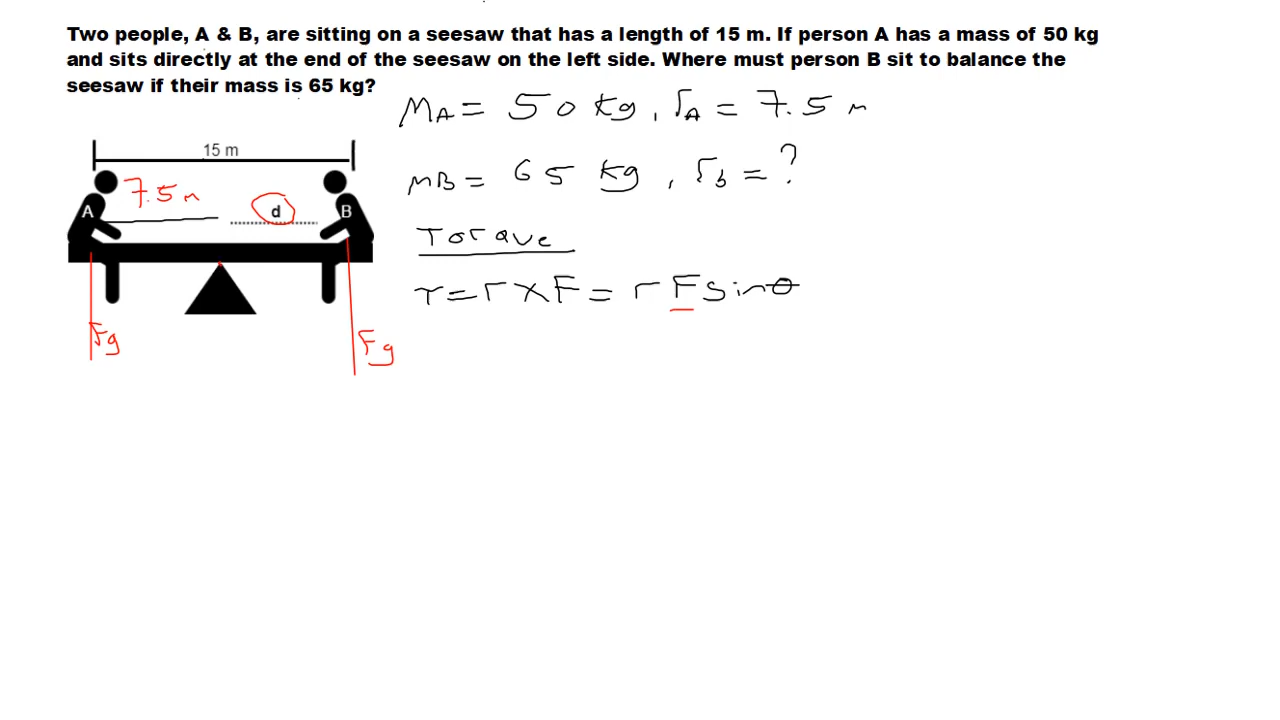 Two people, A & B, are sitting on a seesaw that has a length of 15 m. If person A has a mass of 50 kg
and sits directly at the end of the seesaw on the left side. Where must person B sit to balance the
seesaw if their mass is 65 kg?
MA = 50 kg, rA = 7.5 m
15 m
MB = 65 kg, rb = ?
7.5 m
A
d
B
Torque
τ = r × F = r F sin θ
Fg
Fg